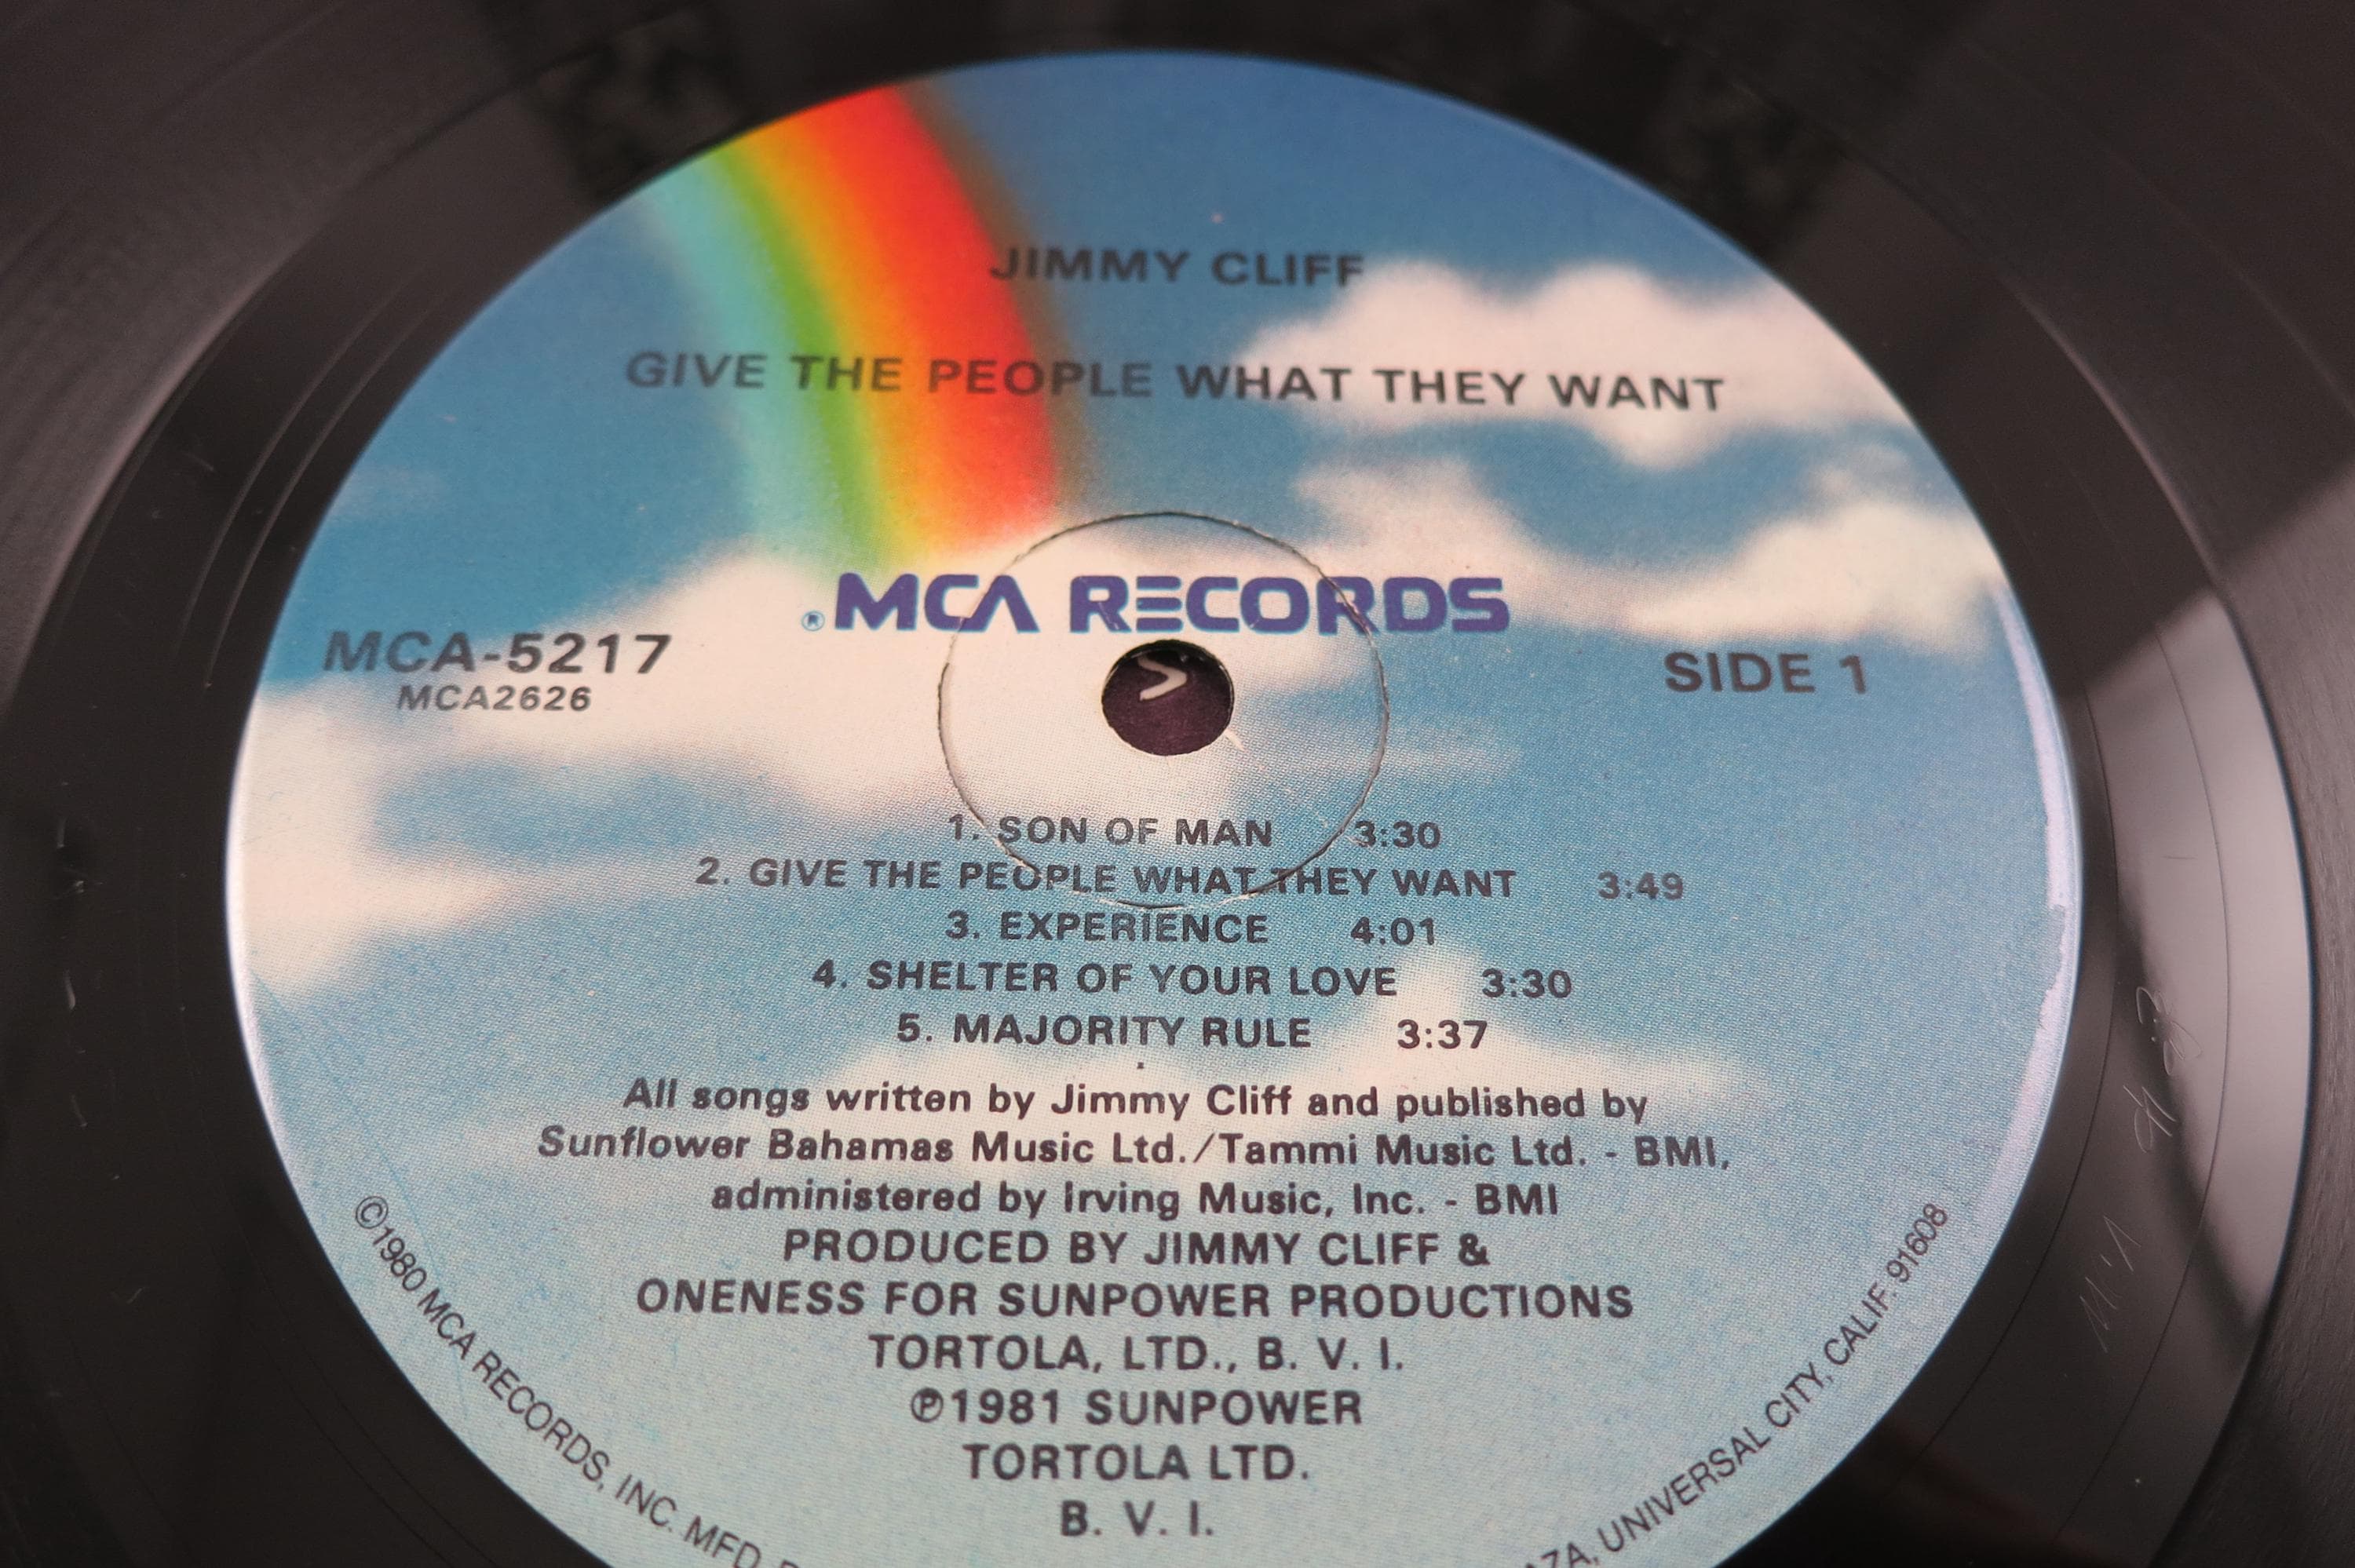 JIMMY CLIFF
GIVE THE PEOPLE WHAT THEY WANT
® MCA RECORDS
MCA-5217
MCA2626
SIDE 1
1. SON OF MAN 3:30
2. GIVE THE PEOPLE WHAT THEY WANT 3:49
3. EXPERIENCE 4:01
4. SHELTER OF YOUR LOVE 3:30
5. MAJORITY RULE 3:37
All songs written by Jimmy Cliff and published by
Sunflower Bahamas Music Ltd./Tammi Music Ltd. - BMI,
administered by Irving Music, Inc. - BMI
PRODUCED BY JIMMY CLIFF &
ONENESS FOR SUNPOWER PRODUCTIONS
TORTOLA, LTD., B. V. I.
℗1981 SUNPOWER
TORTOLA LTD.
B. V. I.
©1980 MCA RECORDS, INC. MFD.
UNIVERSAL CITY, CALIF. 91608